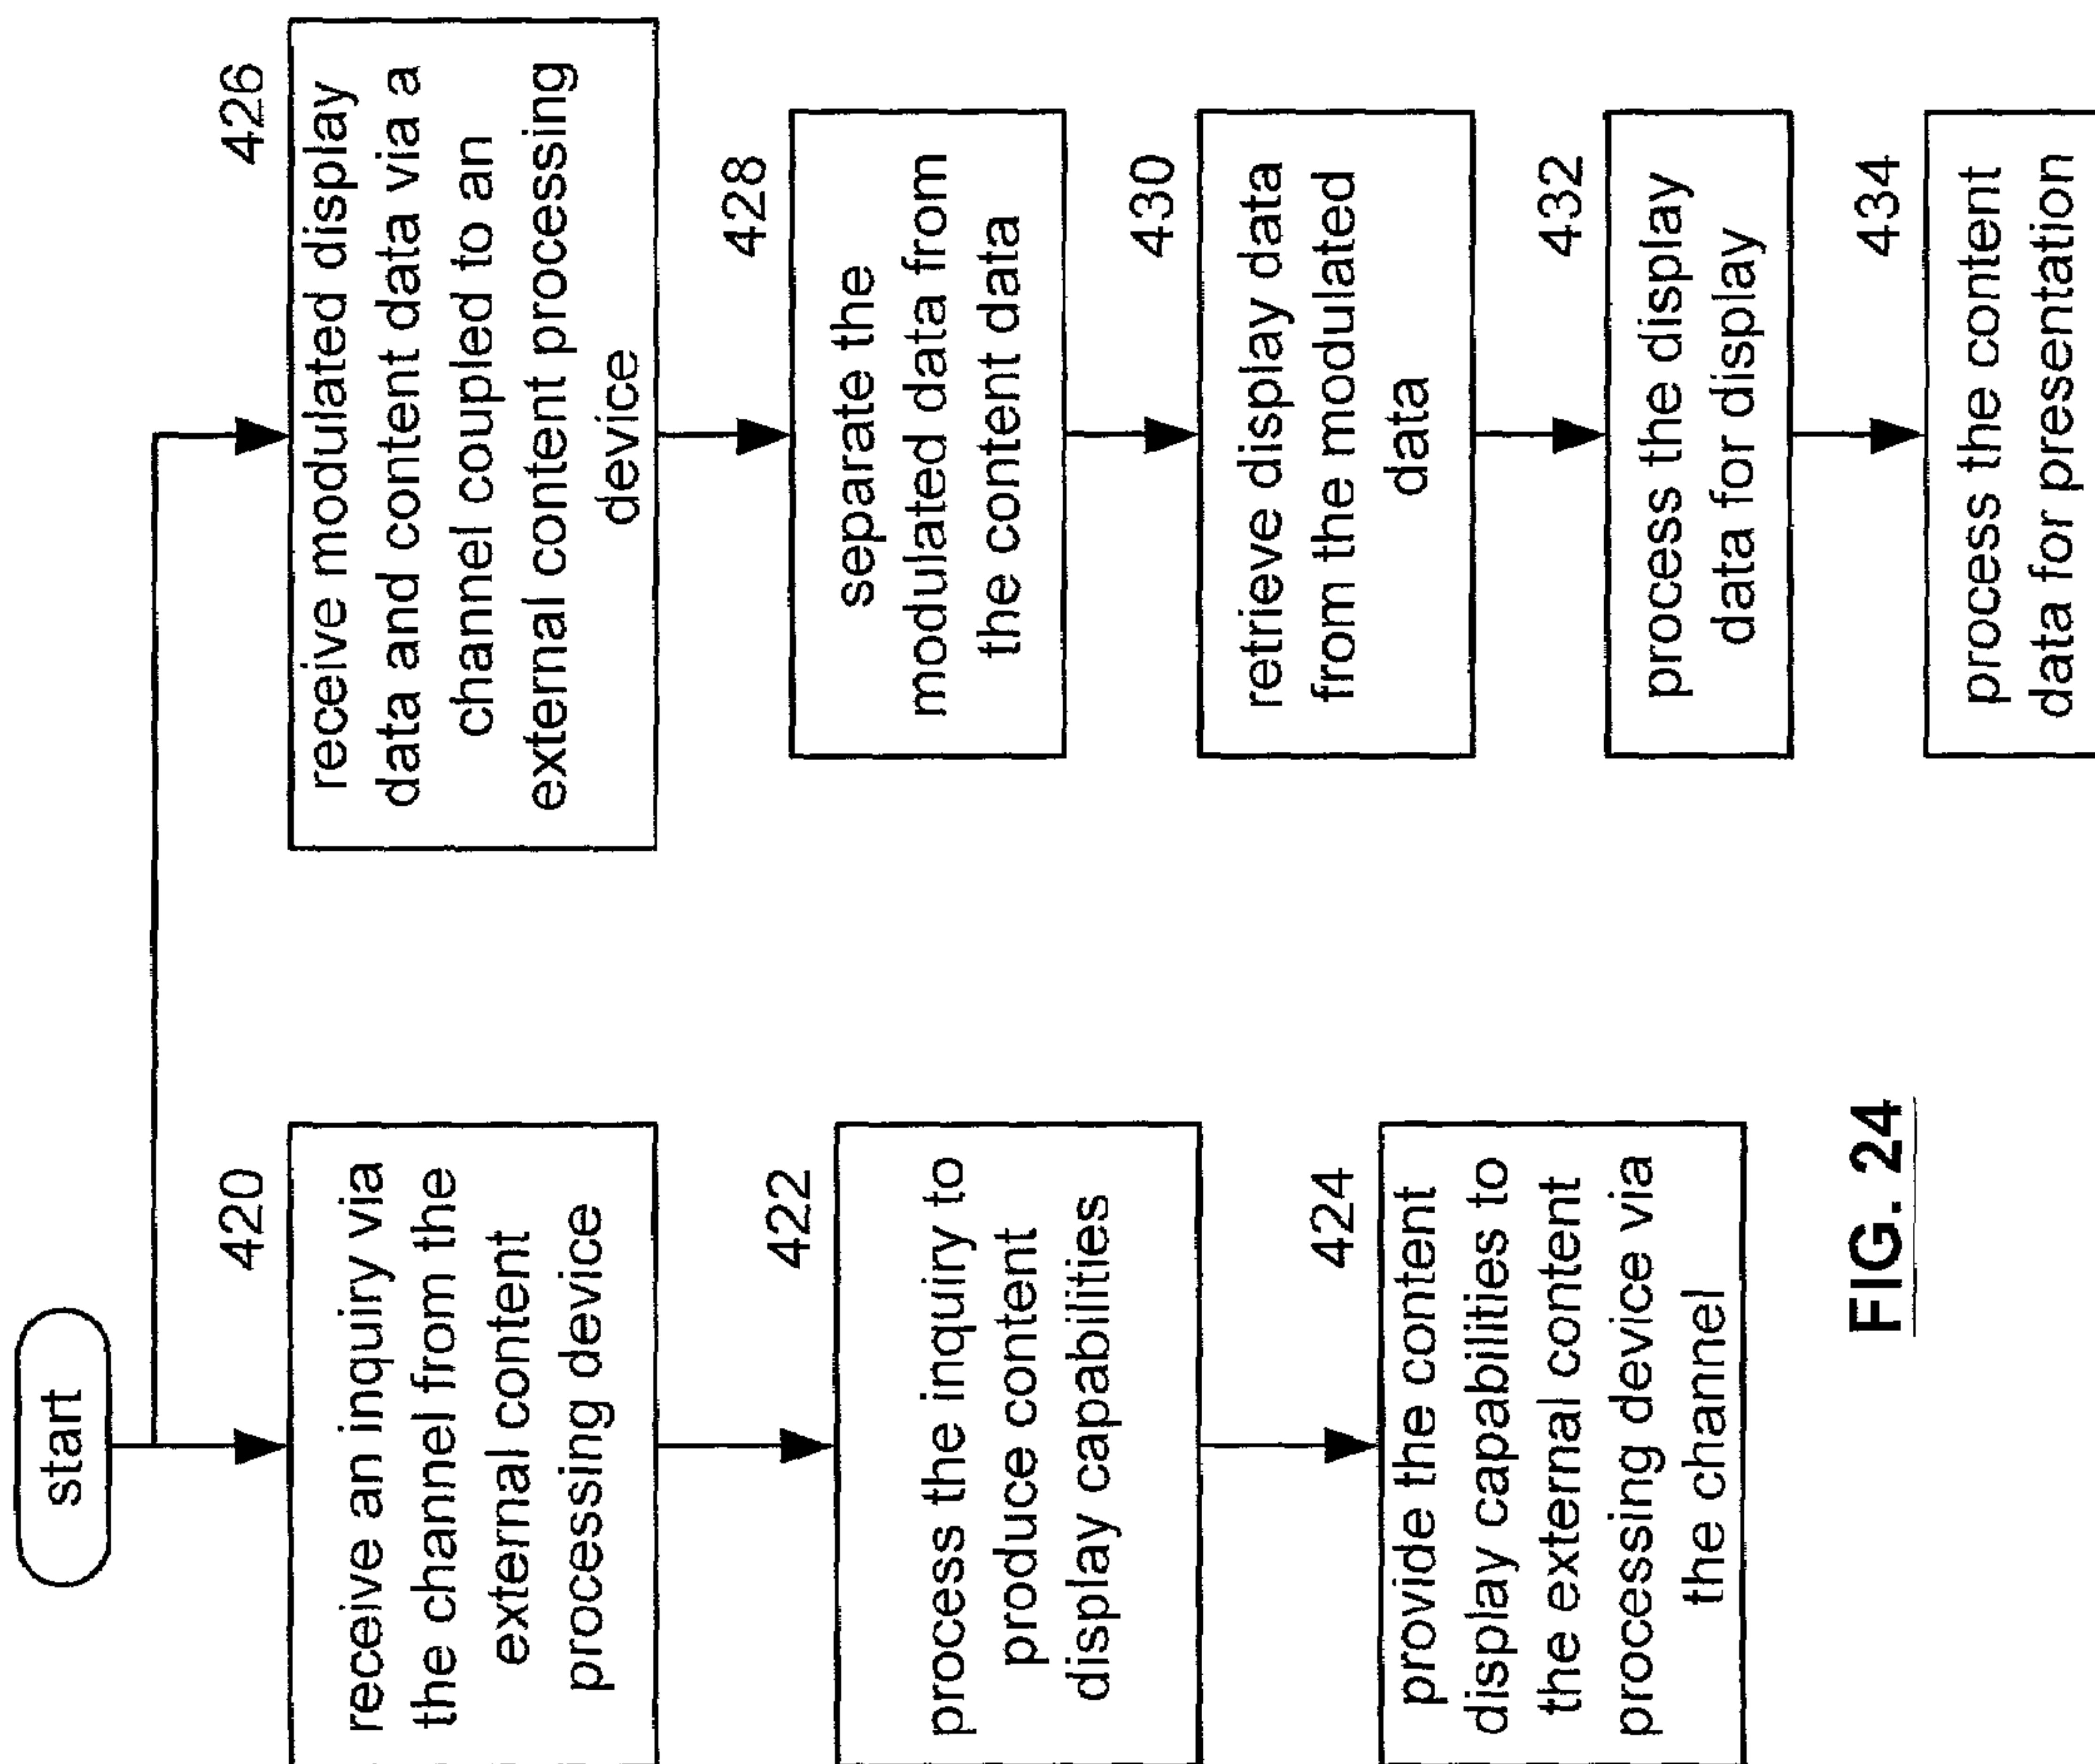 start
420
receive an inquiry via
the channel from the
external content
processing device
422
process the inquiry to
produce content
display capabilities
424
provide the content
display capabilities to
the external content
processing device via
the channel
426
receive modulated display
data and content data via a
channel coupled to an
external content processing
device
428
separate the
modulated data from
the content data
430
retrieve display data
from the modulated
data
432
process the display
data for display
434
process the content
data for presentation
FIG. 24